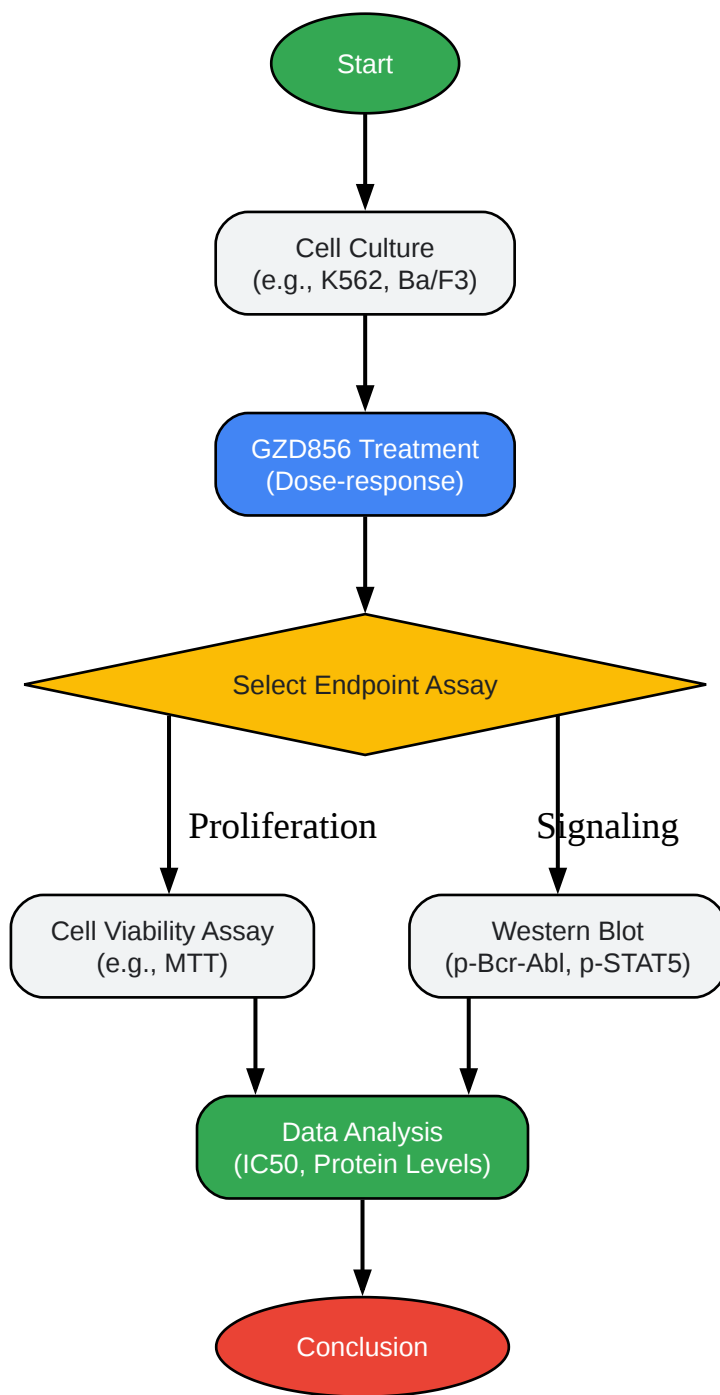 Start
Cell Culture
(e.g., K562, Ba/F3)
GZD856 Treatment
(Dose-response)
Select Endpoint Assay
Proliferation
Signaling
Cell Viability Assay
(e.g., MTT)
Western Blot
(p-Bcr-Abl, p-STAT5)
Data Analysis
(IC50, Protein Levels)
Conclusion